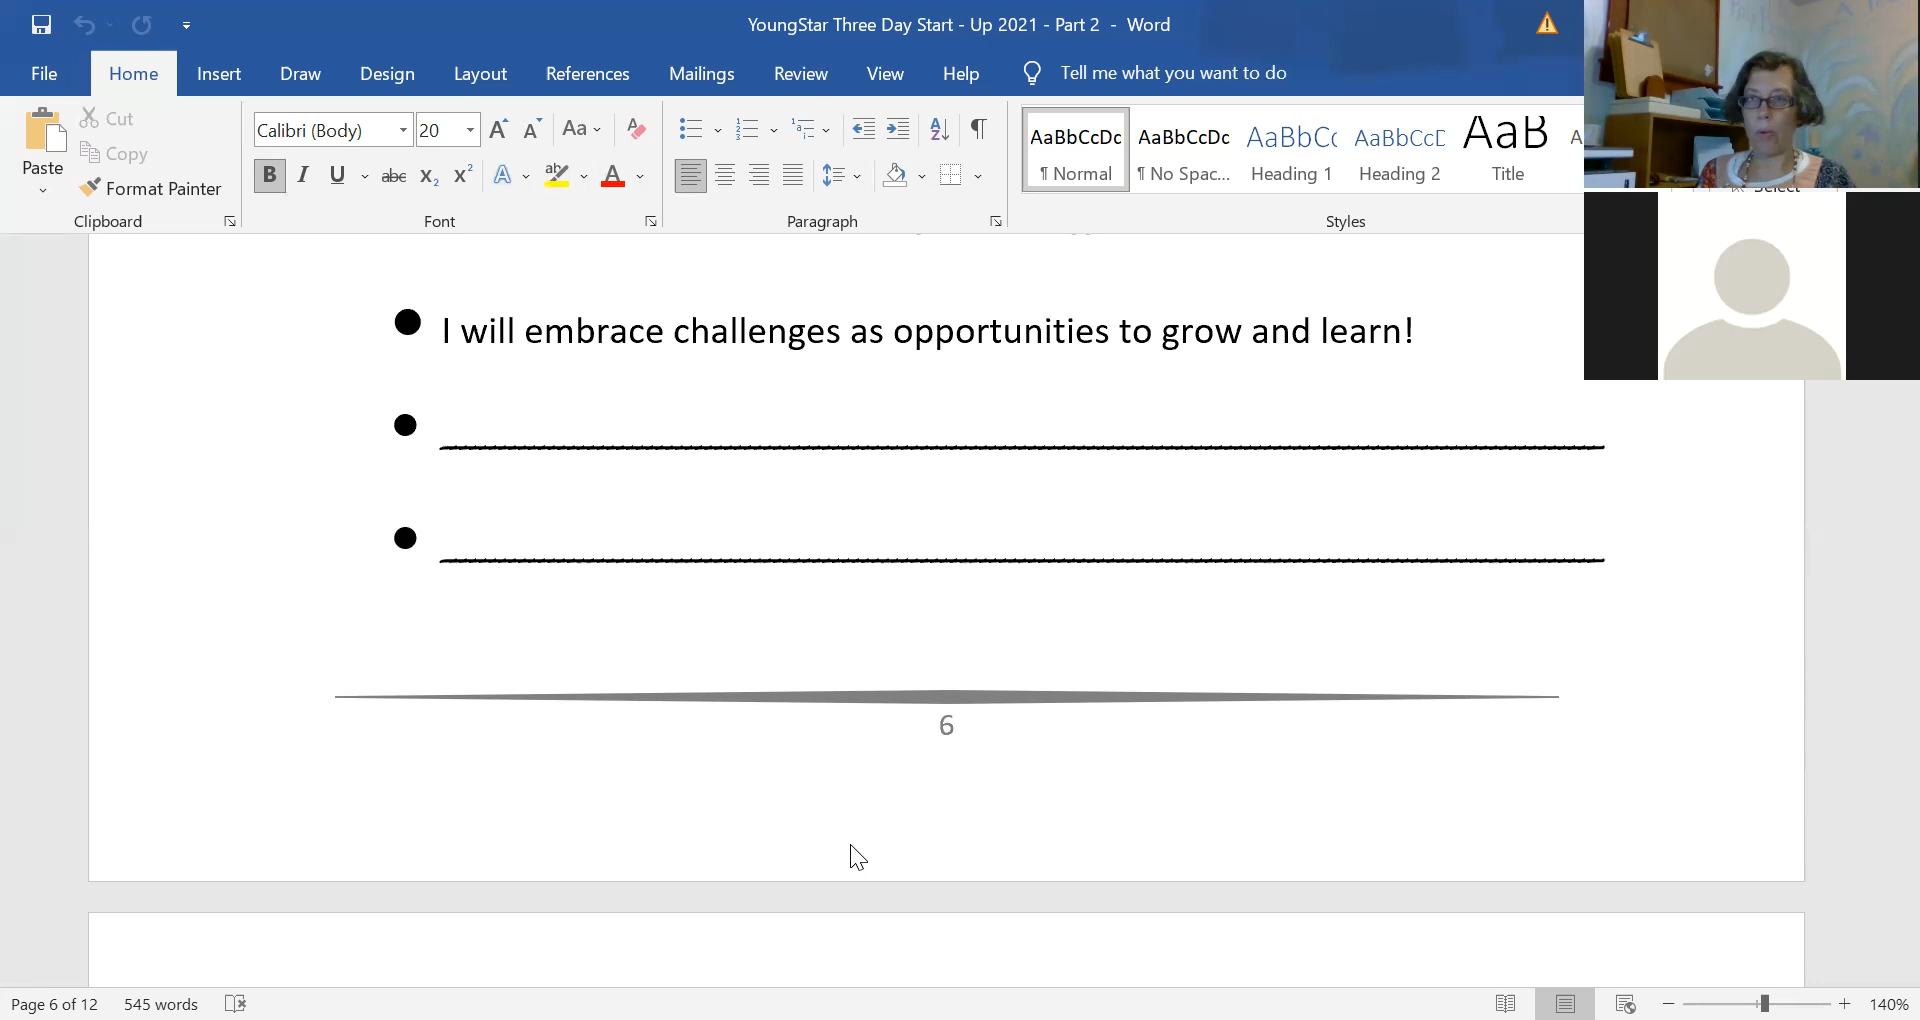 YoungStar Three Day Start - Up 2021 - Part 2 - Word
File Home Insert Draw Design Layout References Mailings Review View Help Tell me what you want to do
Paste
Cut
Copy
Format Painter
Clipboard
Calibri (Body) 20
Font
Paragraph
AaBbCcDc AaBbCcDc AaBbCc AaBbCcD AaB
¶ Normal ¶ No Spac... Heading 1 Heading 2 Title
Styles
Select
● I will embrace challenges as opportunities to grow and learn!
●
●
6
Page 6 of 12 545 words 140%